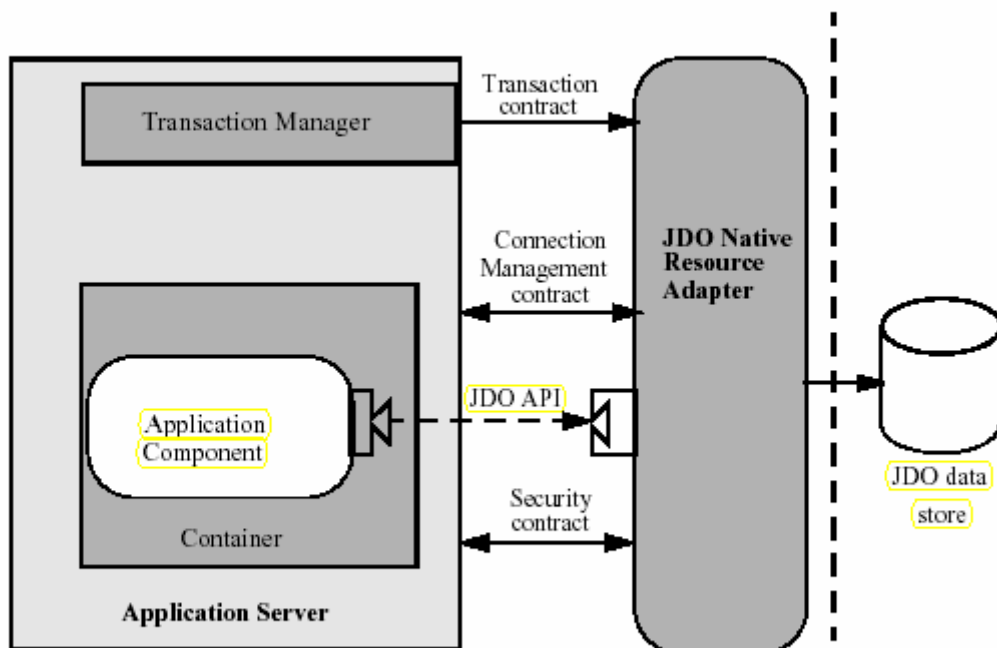 Transaction
contract
Transaction Manager
Connection
Management
contract
JDO Native
Resource
Adapter
JDO API
Application
Component
JDO data
store
Security
contract
Container
Application Server